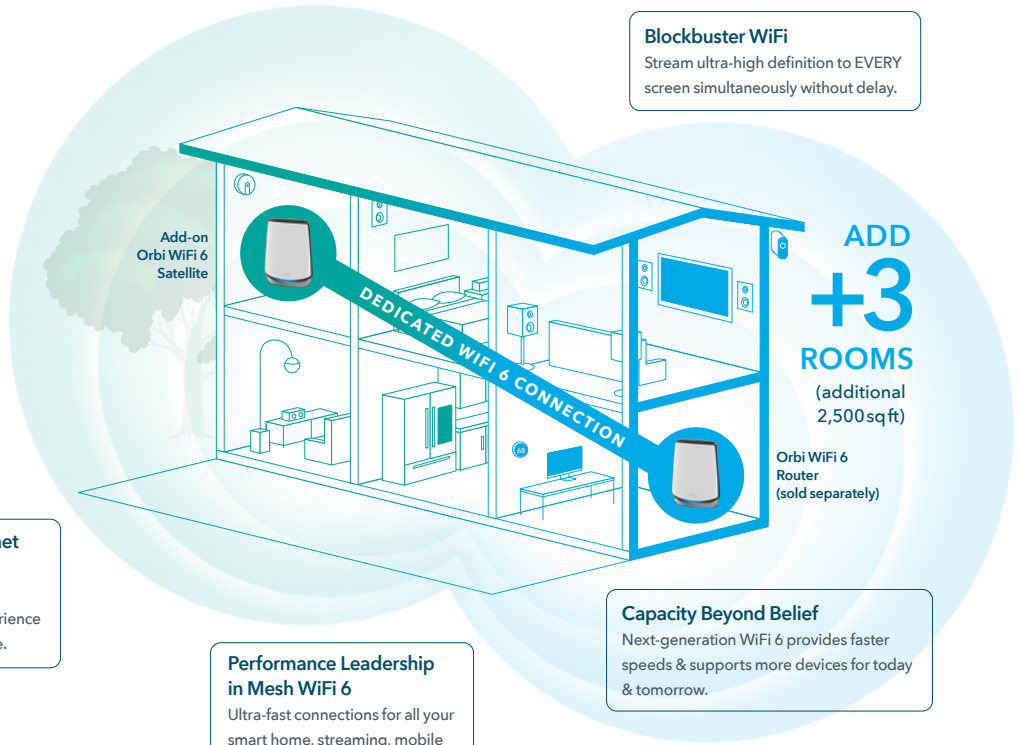 Blockbuster WiFi
Stream ultra-high definition to EVERY
screen simultaneously without delay.
Add-on
Orbi WiFi 6
Satellite
DEDICATED WIFI 6 CONNECTION
ADD
+3
ROOMS
(additional
2,500 sq ft)
68
Orbi WiFi 6
Router
(sold separately)
Capacity Beyond Belief
Next-generation WiFi 6 provides faster
speeds & supports more devices for today
& tomorrow.
Performance Leadership
in Mesh WiFi 6
Ultra-fast connections for all your
smart home, streaming, mobile